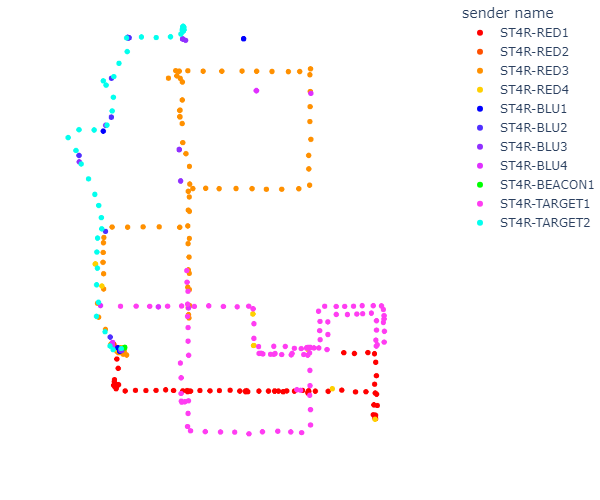 sender name
ST4R-RED1
ST4R-RED2
ST4R-RED3
ST4R-RED4
ST4R-BLU1
ST4R-BLU2
ST4R-BLU3
ST4R-BLU4
ST4R-BEACON1
ST4R-TARGET1
ST4R-TARGET2